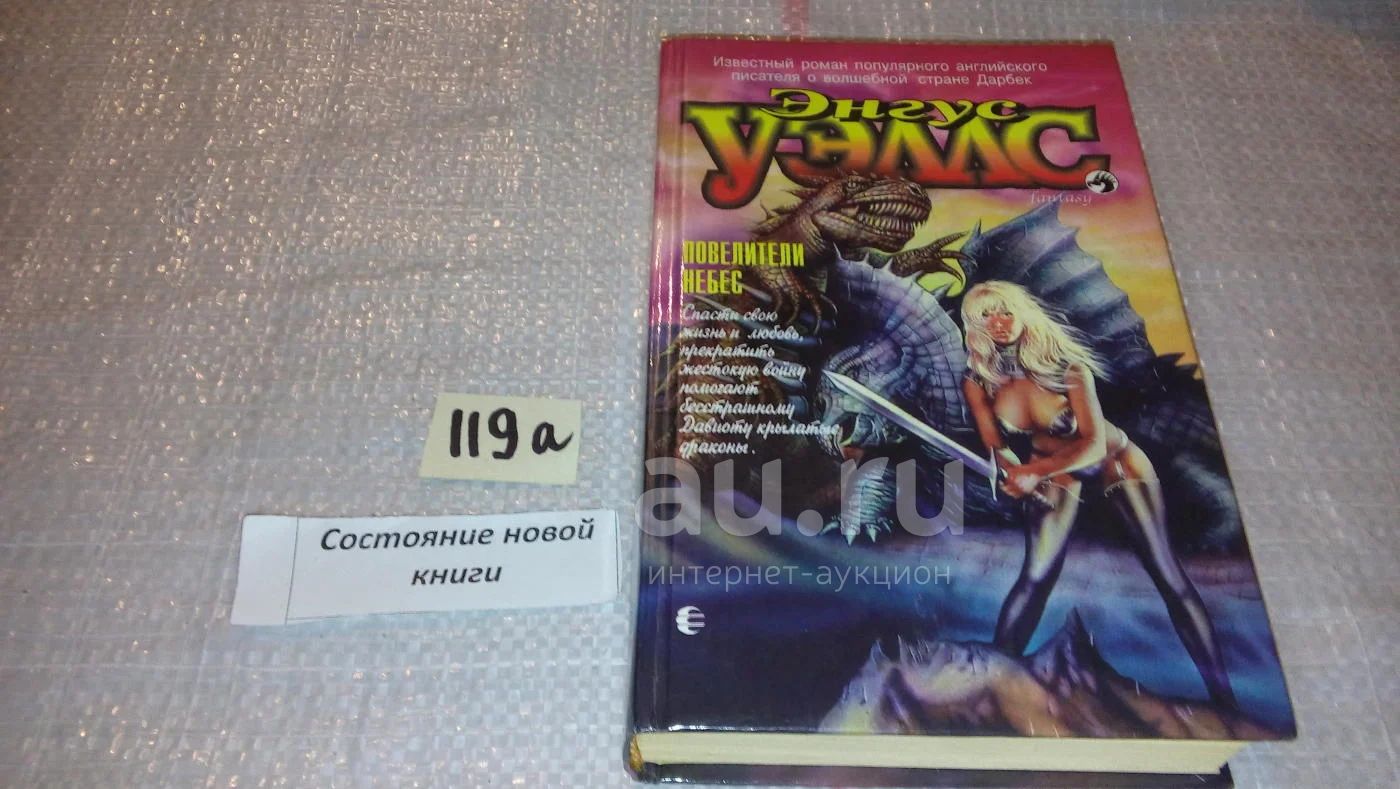 Известный роман популярного английского
писателя о волшебной стране Дарбек
Энгус
УЭЛЛС
fantasy
ПОВЕЛИТЕЛИ
НЕБЕС
Спасти свою
жизнь и любовь,
прекратить
жестокую войну
помогают
бесстрашному
Давиоту крылатые
драконы.
119а
Состояние новой
книги
au.ru
интернет-аукцион